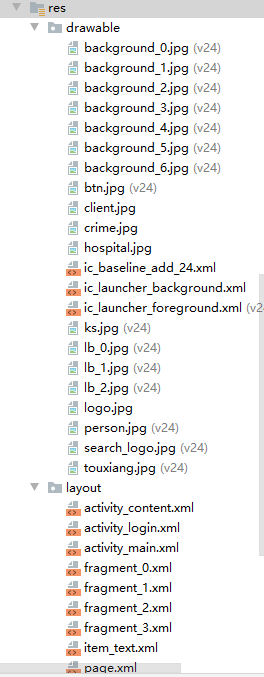 res
drawable
background_0.jpg (v24)
background_1.jpg (v24)
background_2.jpg (v24)
background_3.jpg (v24)
background_4.jpg (v24)
background_5.jpg (v24)
background_6.jpg (v24)
btn.jpg (v24)
client.jpg
crime.jpg
hospital.jpg
ic_baseline_add_24.xml
ic_launcher_background.xml
ic_launcher_foreground.xml (v
ks.jpg (v24)
lb_0.jpg (v24)
lb_1.jpg (v24)
lb_2.jpg (v24)
logo.jpg
person.jpg (v24)
search_logo.jpg (v24)
touxiang.jpg (v24)
layout
activity_content.xml
activity_login.xml
activity_main.xml
fragment_0.xml
fragment_1.xml
fragment_2.xml
fragment_3.xml
item_text.xml
page.xml